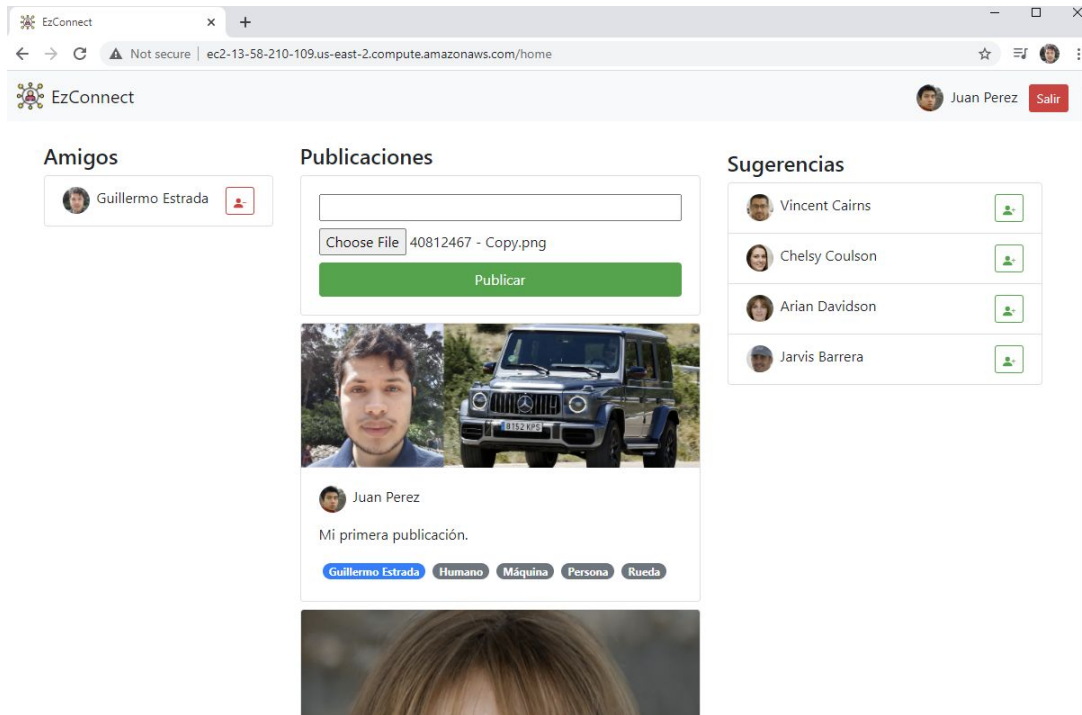 EzConnect
Not secure | ec2-13-58-210-109.us-east-2.compute.amazonaws.com/home
EzConnect
Juan Perez
Salir
Amigos
Guillermo Estrada
Publicaciones
Choose File 40812467 - Copy.png
Publicar
B152 KPS
Juan Perez
Mi primera publicación.
Guillermo Estrada Humano Máquina Persona Rueda
Sugerencias
Vincent Cairns
Chelsy Coulson
Arian Davidson
Jarvis Barrera